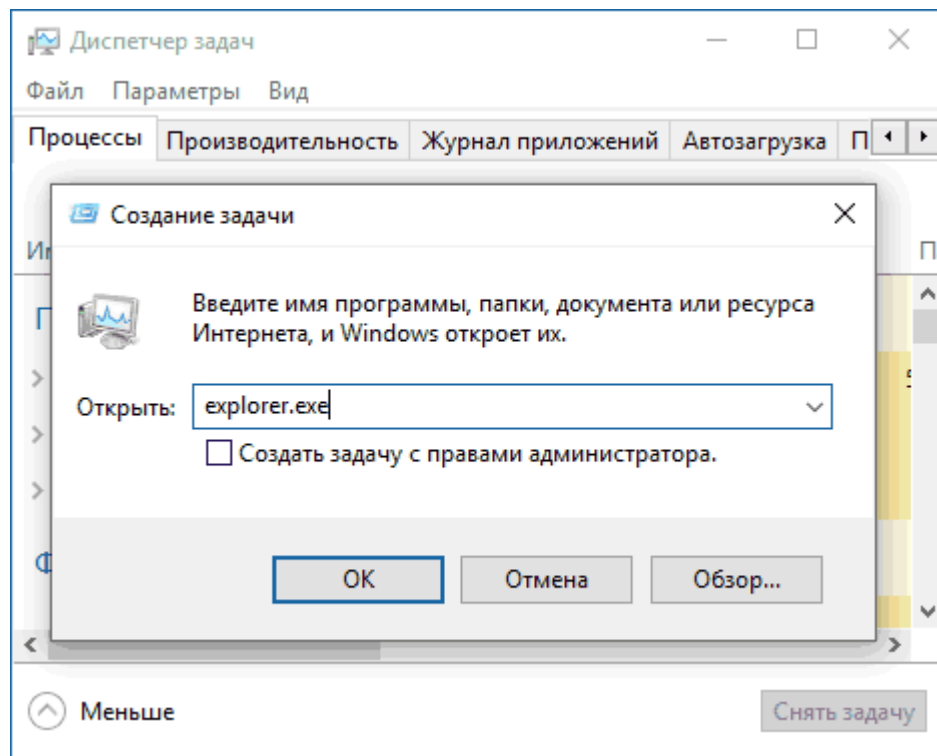 Диспетчер задач
Файл Параметры Вид
Процессы Производительность Журнал приложений Автозагрузка П
Создание задачи
Введите имя программы, папки, документа или ресурса
Интернета, и Windows откроет их.
Открыть: explorer.exe
Создать задачу с правами администратора.
ОК Отмена Обзор...
Меньше Снять задачу